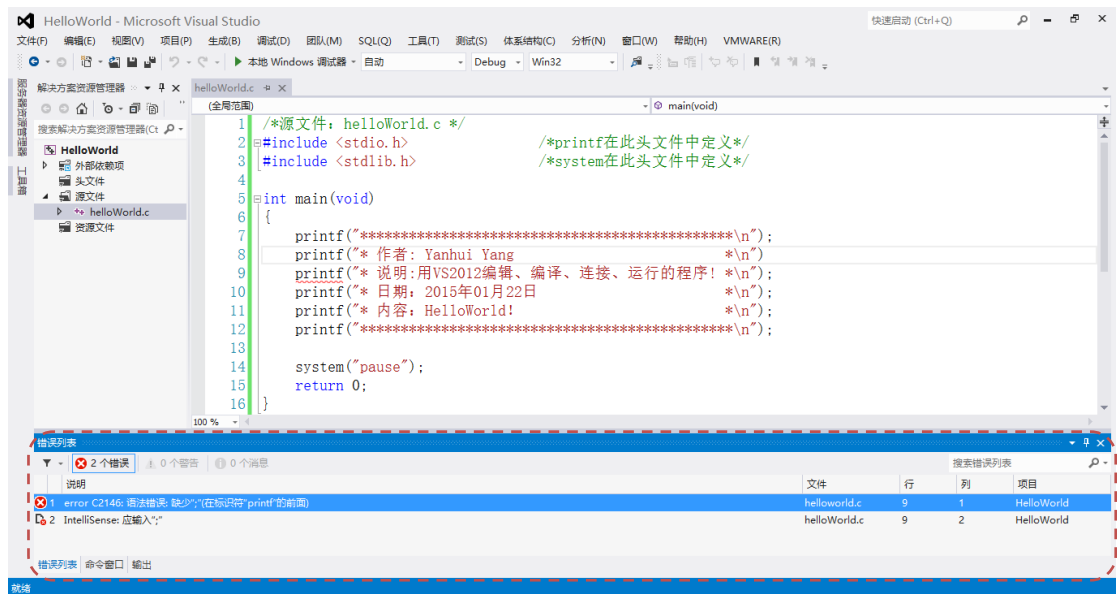 HelloWorld - Microsoft Visual Studio 快速启动 (Ctrl+Q)
文件(F) 编辑(E) 视图(V) 项目(P) 生成(B) 调试(D) 团队(M) SQL(Q) 工具(T) 测试(S) 体系结构(C) 分析(N) 窗口(W) 帮助(H) VMWARE(R)
本地 Windows 调试器 自动 Debug Win32
服务器资源管理器
工具箱
解决方案资源管理器
搜索解决方案资源管理器(Ct
HelloWorld
外部依赖项
头文件
源文件
helloWorld.c
资源文件
helloWorld.c
(全局范围) main(void)
1 /*源文件: helloWorld.c */
2 #include <stdio.h> /*printf在此头文件中定义*/
3 #include <stdlib.h> /*system在此头文件中定义*/
4
5 int main(void)
6 {
7 printf("**********************************************\n");
8 printf("* 作者: Yanhui Yang *\n")
9 printf("* 说明:用VS2012编辑、编译、连接、运行的程序! *\n");
10 printf("* 日期: 2015年01月22日 *\n");
11 printf("* 内容: HelloWorld! *\n");
12 printf("**********************************************\n");
13
14 system("pause");
15 return 0;
16 }
100 %
错误列表
2 个错误 0 个警告 0 个消息 搜索错误列表
说明 文件 行 列 项目
1 error C2146: 语法错误: 缺少";"(在标识符"printf"的前面) helloworld.c 9 1 HelloWorld
2 IntelliSense: 应输入";" helloWorld.c 9 2 HelloWorld
错误列表 命令窗口 输出
就绪